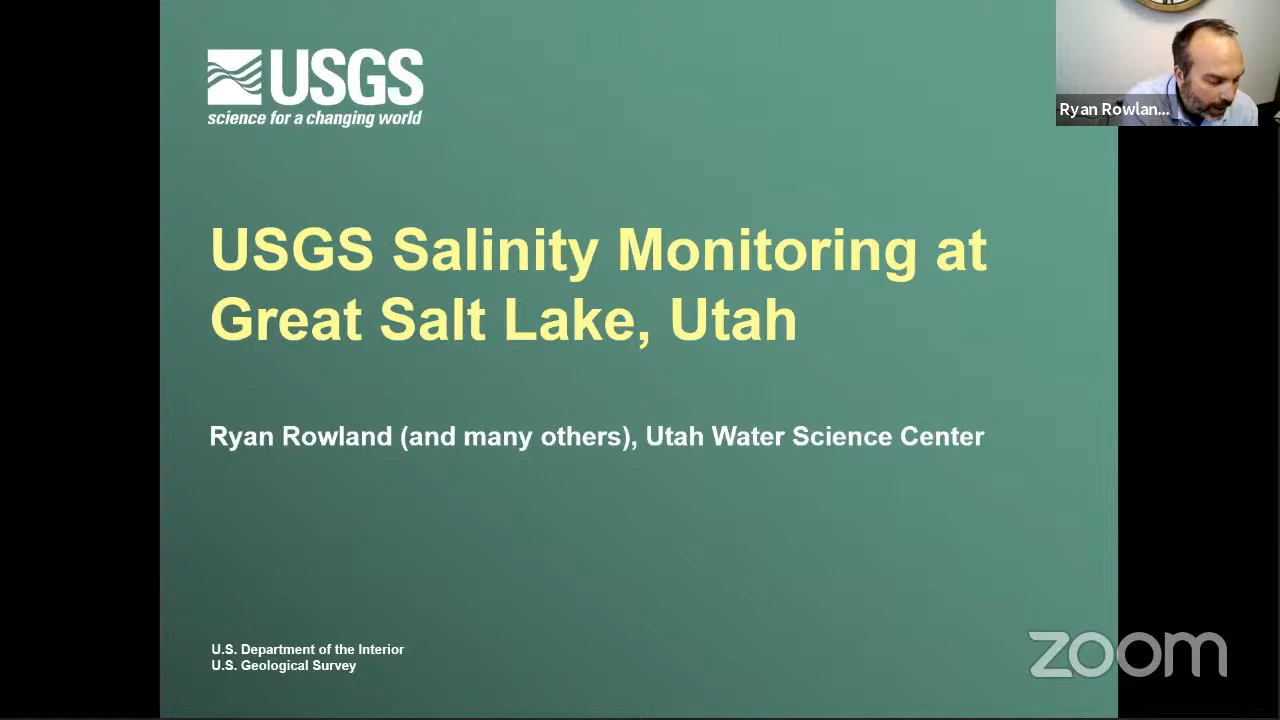 USGS
science for a changing world
Ryan Rowlan...
USGS Salinity Monitoring at
Great Salt Lake, Utah
Ryan Rowland (and many others), Utah Water Science Center
U.S. Department of the Interior
U.S. Geological Survey
zoom